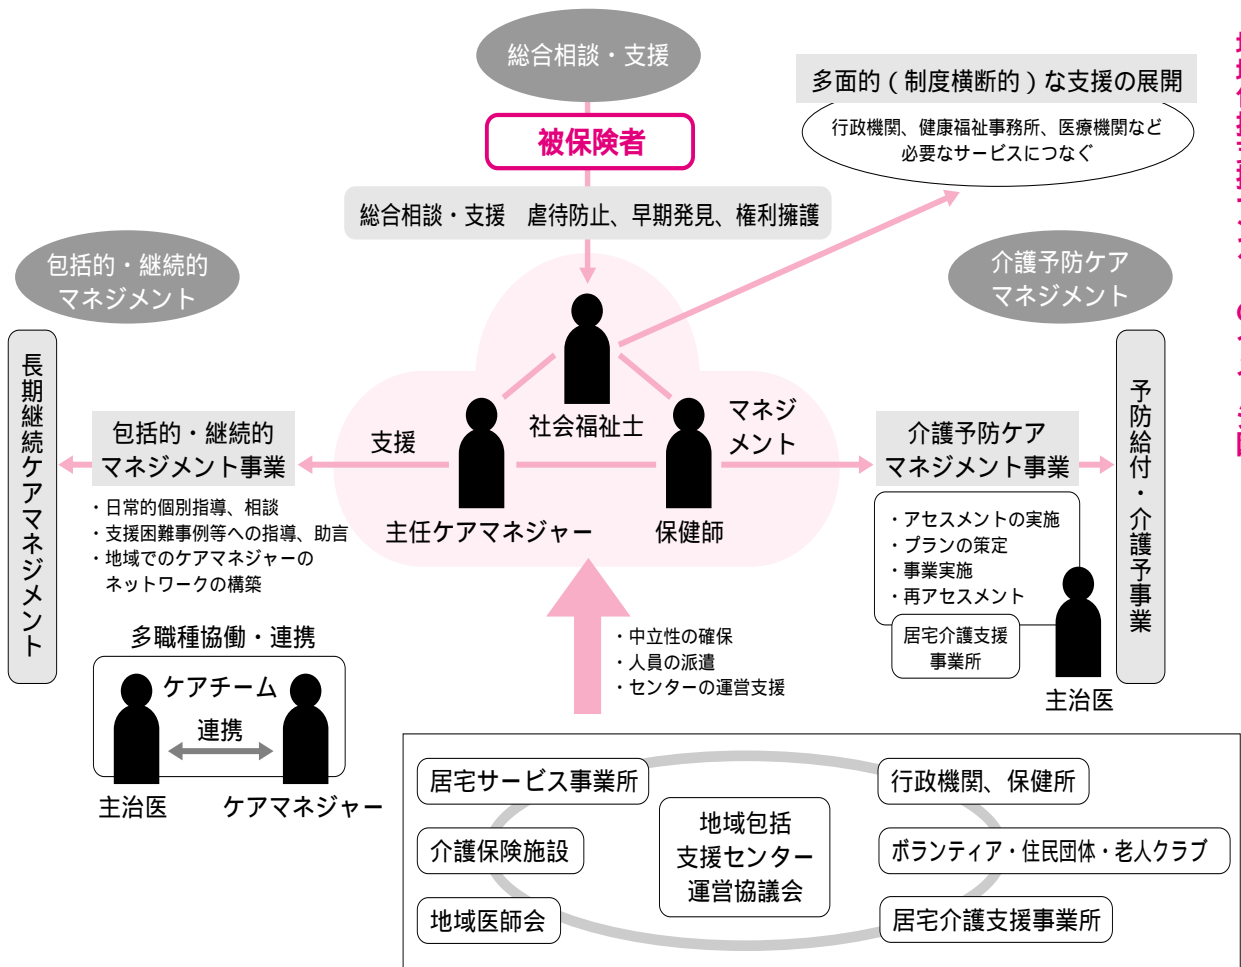 総合相談・支援
被保険者
総合相談・支援　虐待防止、早期発見、権利擁護
多面的（制度横断的）な支援の展開
行政機関、健康福祉事務所、医療機関など
必要なサービスにつなぐ
包括的・継続的
マネジメント
介護予防ケア
マネジメント
長期継続ケアマネジメント
包括的・継続的
マネジメント事業
・日常的個別指導、相談
・支援困難事例等への指導、助言
・地域でのケアマネジャーの
ネットワークの構築
支援
社会福祉士
主任ケアマネジャー
保健師
マネジ
メント
介護予防ケア
マネジメント事業
・アセスメントの実施
・プランの策定
・事業実施
・再アセスメント
居宅介護支援
事業所
主治医
予防給付・介護予事業
多職種協働・連携
ケアチーム
連携
主治医
ケアマネジャー
・中立性の確保
・人員の派遣
・センターの運営支援
居宅サービス事業所
介護保険施設
地域医師会
地域包括
支援センター
運営協議会
行政機関、保健所
ボランティア・住民団体・老人クラブ
居宅介護支援事業所